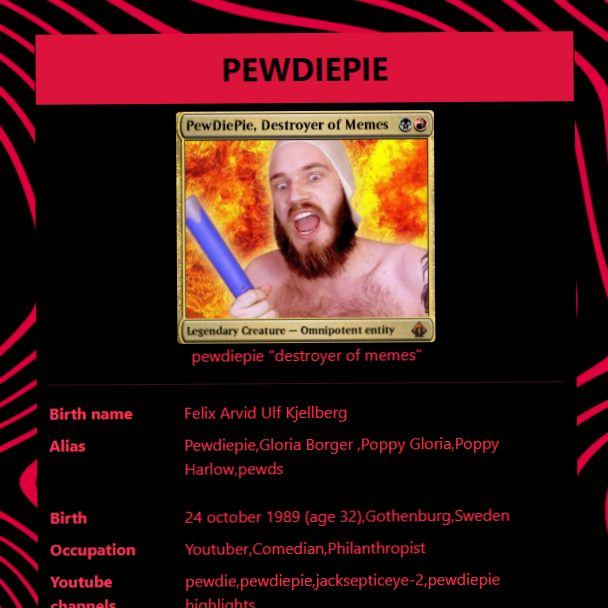 PEWDIEPIE
PewDiePie, Destroyer of Memes
Legendary Creature — Omnipotent entity
pewdiepie "destroyer of memes"
Birth name Felix Arvid Ulf Kjellberg
Alias Pewdiepie,Gloria Borger ,Poppy Gloria,Poppy
Harlow,pewds
Birth 24 october 1989 (age 32),Gothenburg,Sweden
Occupation Youtuber,Comedian,Philanthropist
Youtube pewdie,pewdiepie,jacksepticeye-2,pewdiepie
channels highlights